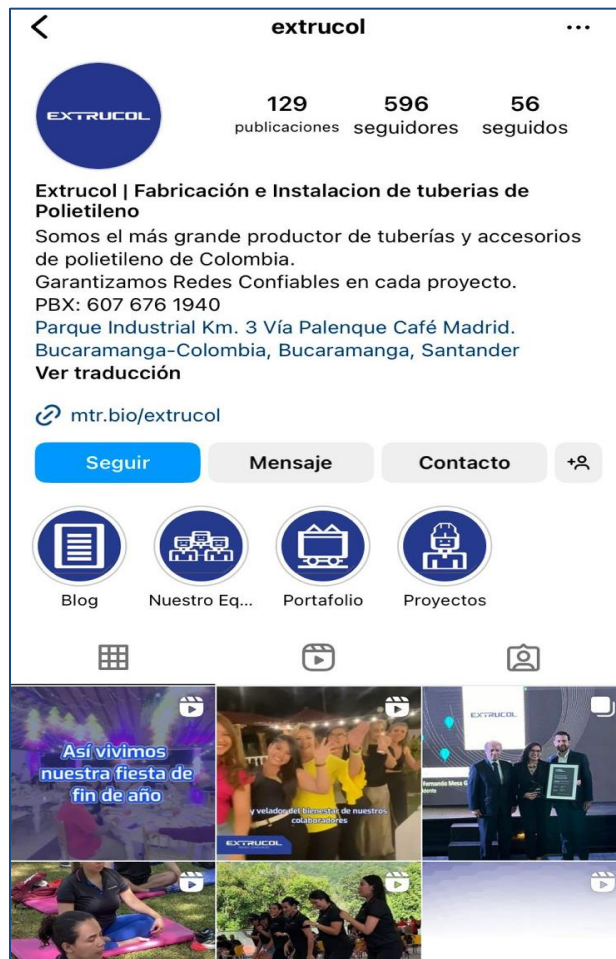 extrucol
EXTRUCOL
129 596 56
publicaciones seguidores seguidos
Extrucol | Fabricación e Instalacion de tuberias de
Polietileno
Somos el más grande productor de tuberías y accesorios
de polietileno de Colombia.
Garantizamos Redes Confiables en cada proyecto.
PBX: 607 676 1940
Parque Industrial Km. 3 Vía Palenque Café Madrid.
Bucaramanga-Colombia, Bucaramanga, Santander
Ver traducción
mtr.bio/extrucol
Seguir Mensaje Contacto
Blog Nuestro Eq... Portafolio Proyectos
Así vivimos
nuestra fiesta de
fin de año
y velador del bienestar de nuestros
colaboradores
EXTRUCOL
EXTRUCOL
Fernando Mesa G